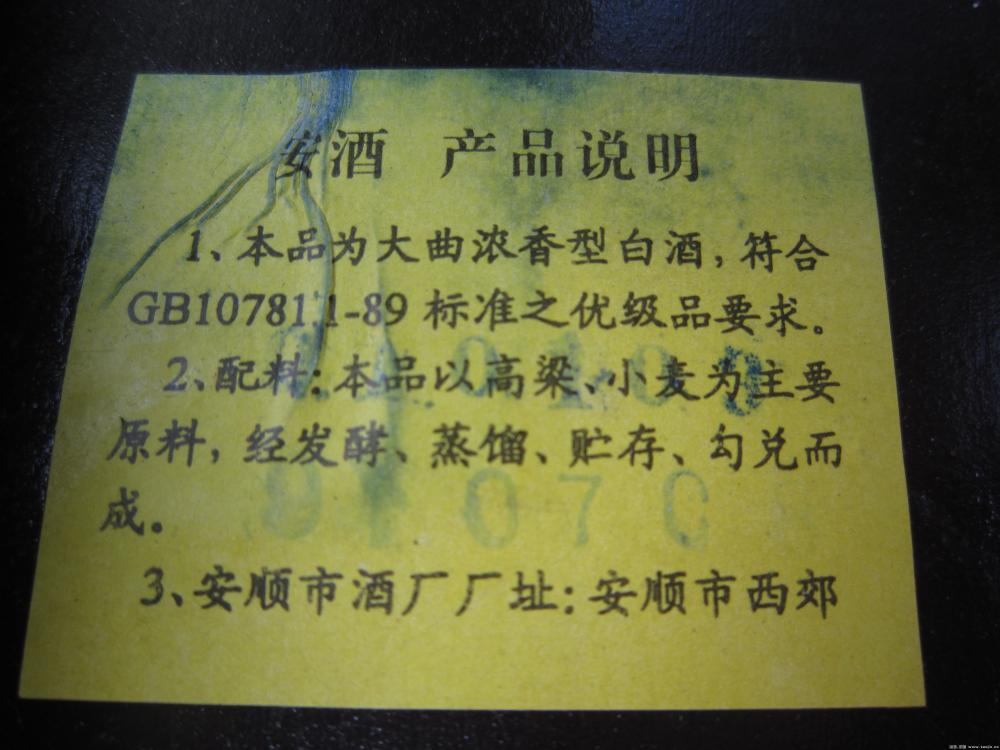 安酒 产品说明
1、本品为大曲浓香型白酒，符合
GB10781.1-89 标准之优级品要求。
2、配料：本品以高梁、小麦为主要
原料，经发酵、蒸馏、贮存、勾兑而
成。
3、安顺市酒厂厂址：安顺市西郊